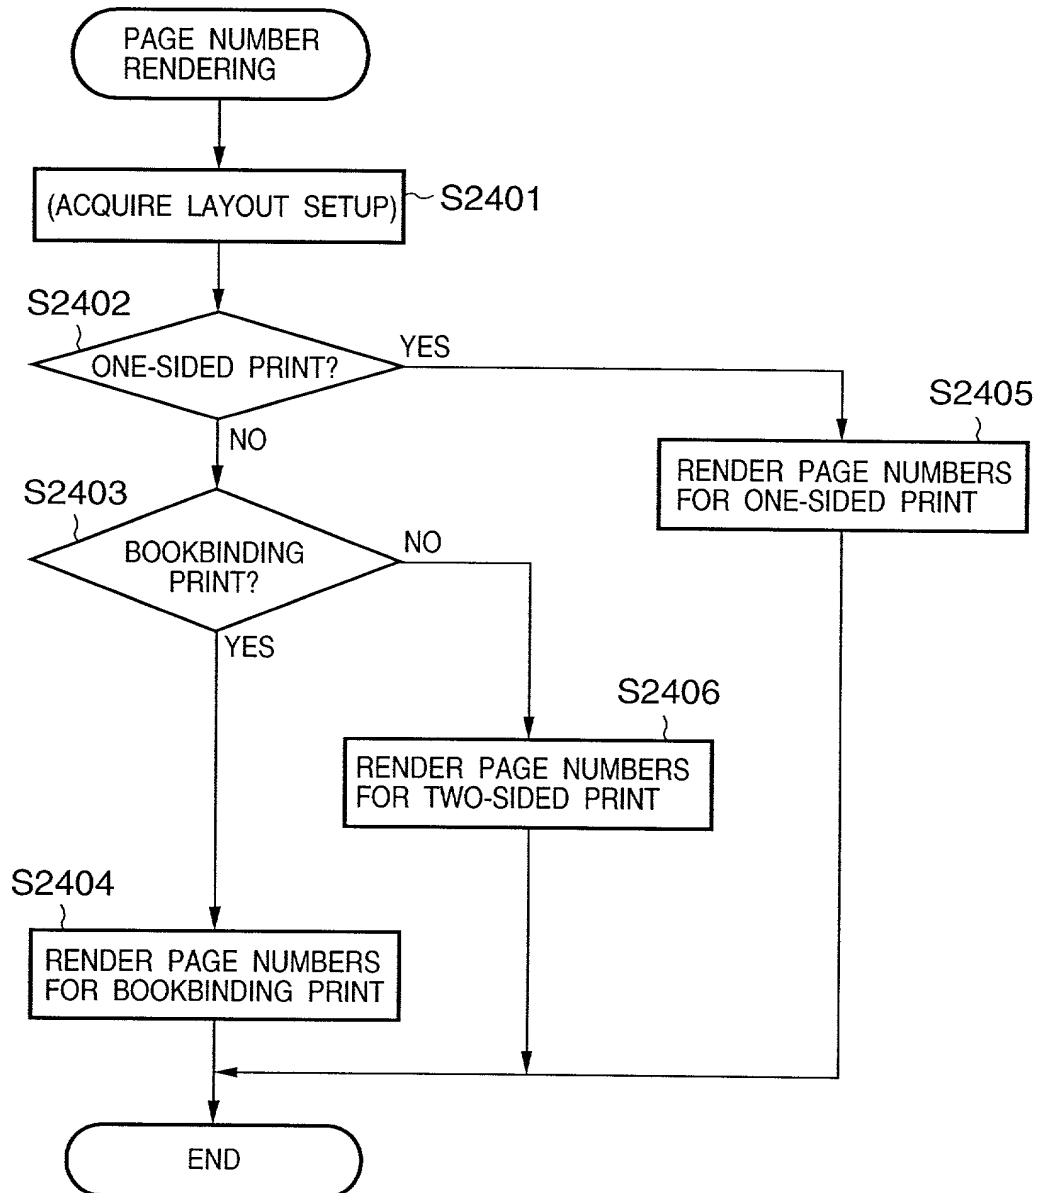 PAGE NUMBER
RENDERING
(ACQUIRE LAYOUT SETUP)
S2401
S2402
ONE-SIDED PRINT?
YES
NO
S2405
RENDER PAGE NUMBERS
FOR ONE-SIDED PRINT
S2403
BOOKBINDING
PRINT?
NO
YES
S2406
RENDER PAGE NUMBERS
FOR TWO-SIDED PRINT
S2404
RENDER PAGE NUMBERS
FOR BOOKBINDING PRINT
END